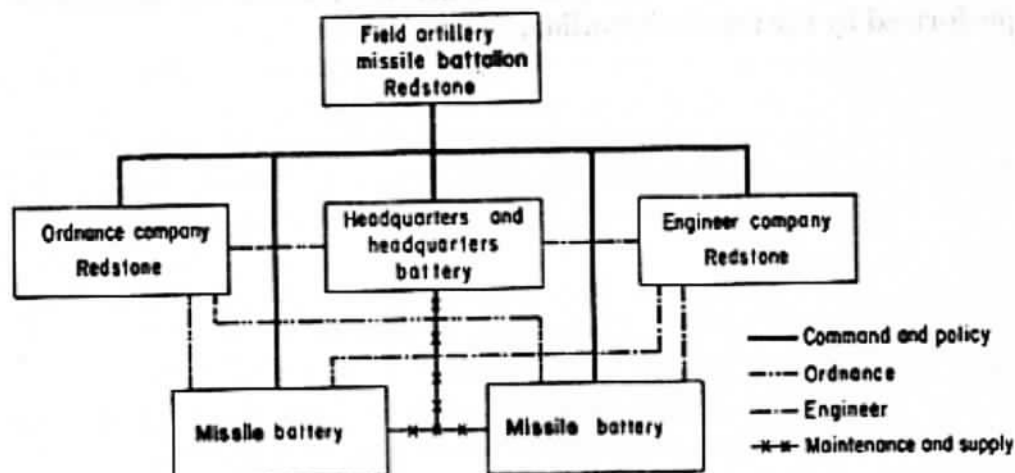 Field artillery
missile battalion
Redstone
Ordnance company
Redstone
Headquarters and
headquarters
battery
Engineer company
Redstone
Missile battery
Missile battery
Command and policy
Ordnance
Engineer
Maintenance and supply